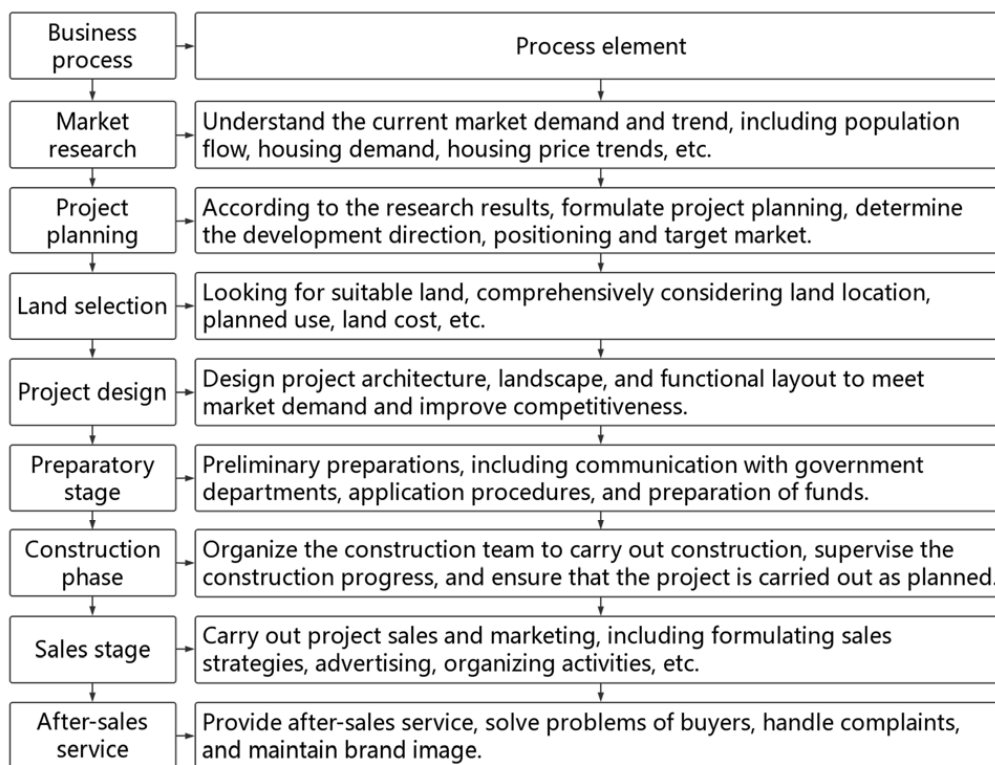 Business
process
Process element
Market
research
Understand the current market demand and trend, including population
flow, housing demand, housing price trends, etc.
Project
planning
According to the research results, formulate project planning, determine
the development direction, positioning and target market.
Land selection
Looking for suitable land, comprehensively considering land location,
planned use, land cost, etc.
Project design
Design project architecture, landscape, and functional layout to meet
market demand and improve competitiveness.
Preparatory
stage
Preliminary preparations, including communication with government
departments, application procedures, and preparation of funds.
Construction
phase
Organize the construction team to carry out construction, supervise the
construction progress, and ensure that the project is carried out as planned.
Sales stage
Carry out project sales and marketing, including formulating sales
strategies, advertising, organizing activities, etc.
After-sales
service
Provide after-sales service, solve problems of buyers, handle complaints,
and maintain brand image.